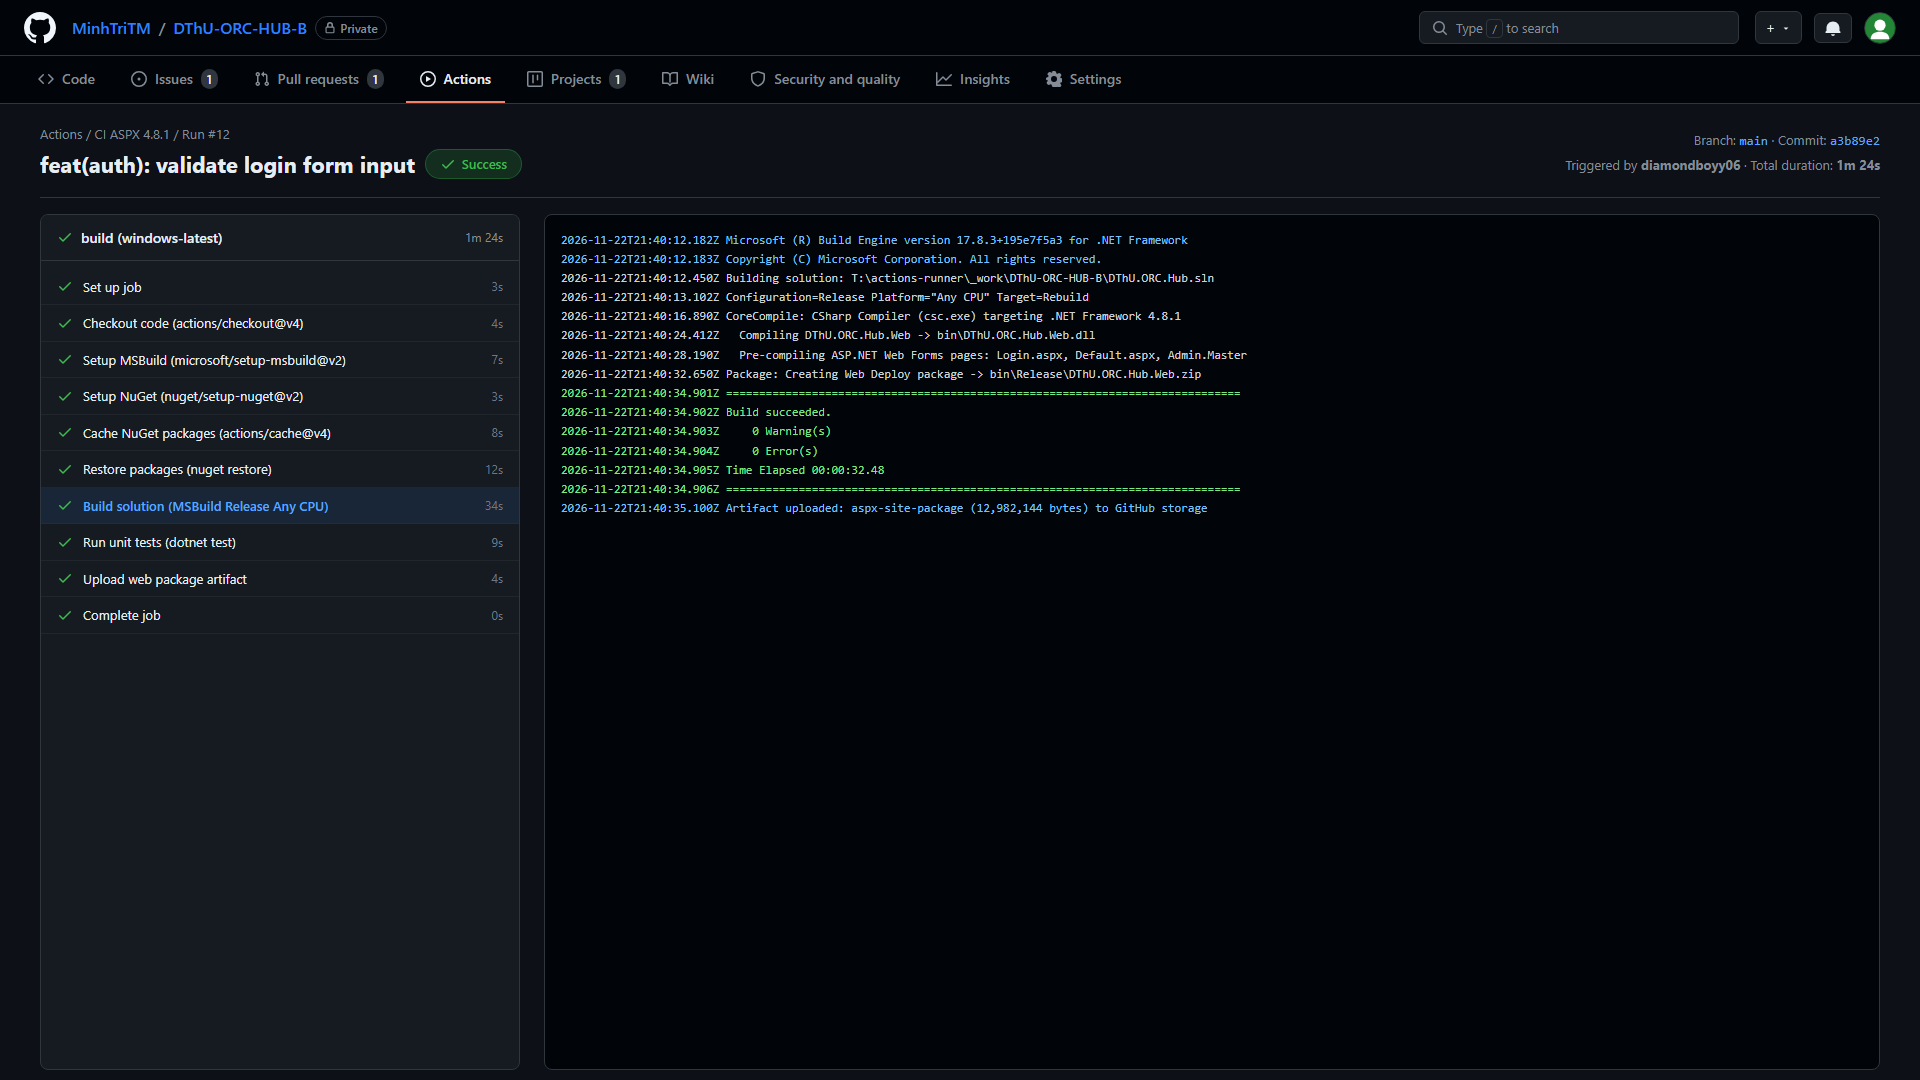 MinhTriTM / DThU-ORC-HUB-B Private
Type / to search
+
Code
Issues 1
Pull requests 1
Actions
Projects 1
Wiki
Security and quality
Insights
Settings
Actions / CI ASPX 4.8.1 / Run #12
feat(auth): validate login form input Success
Branch: main · Commit: a3b89e2
Triggered by diamondboyy06 · Total duration: 1m 24s
build (windows-latest) 1m 24s
Set up job 3s
Checkout code (actions/checkout@v4) 4s
Setup MSBuild (microsoft/setup-msbuild@v2) 7s
Setup NuGet (nuget/setup-nuget@v2) 3s
Cache NuGet packages (actions/cache@v4) 8s
Restore packages (nuget restore) 12s
Build solution (MSBuild Release Any CPU) 34s
Run unit tests (dotnet test) 9s
Upload web package artifact 4s
Complete job 0s
2026-11-22T21:40:12.182Z Microsoft (R) Build Engine version 17.8.3+195e7f5a3 for .NET Framework
2026-11-22T21:40:12.183Z Copyright (C) Microsoft Corporation. All rights reserved.
2026-11-22T21:40:12.450Z Building solution: T:\actions-runner\_work\DThU-ORC-HUB-B\DThU.ORC.Hub.sln
2026-11-22T21:40:13.102Z Configuration=Release Platform="Any CPU" Target=Rebuild
2026-11-22T21:40:16.890Z CoreCompile: CSharp Compiler (csc.exe) targeting .NET Framework 4.8.1
2026-11-22T21:40:24.412Z   Compiling DThU.ORC.Hub.Web -> bin\DThU.ORC.Hub.Web.dll
2026-11-22T21:40:28.190Z   Pre-compiling ASP.NET Web Forms pages: Login.aspx, Default.aspx, Admin.Master
2026-11-22T21:40:32.650Z Package: Creating Web Deploy package -> bin\Release\DThU.ORC.Hub.Web.zip
2026-11-22T21:40:34.901Z ==============================================================================
2026-11-22T21:40:34.902Z Build succeeded.
2026-11-22T21:40:34.903Z     0 Warning(s)
2026-11-22T21:40:34.904Z     0 Error(s)
2026-11-22T21:40:34.905Z Time Elapsed 00:00:32.48
2026-11-22T21:40:34.906Z ==============================================================================
2026-11-22T21:40:35.100Z Artifact uploaded: aspx-site-package (12,982,144 bytes) to GitHub storage